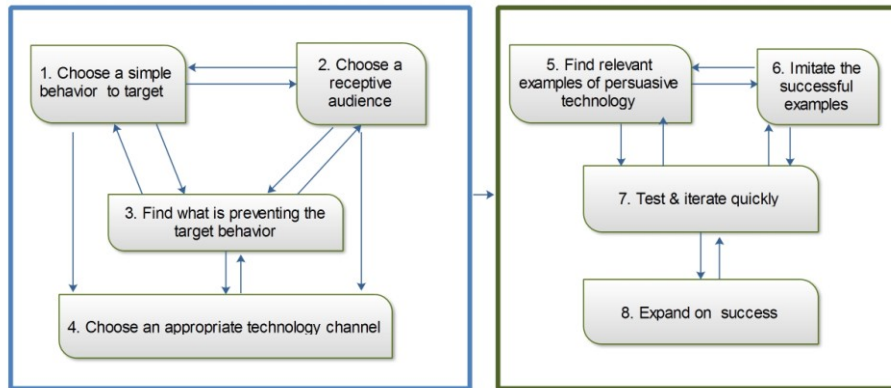 1. Choose a simple
behavior to target
2. Choose a
receptive
audience
3. Find what is preventing the
target behavior
4. Choose an appropriate technology channel
5. Find relevant
examples of persuasive
technology
6. Imitate the
successful
examples
7. Test & iterate quickly
8. Expand on success